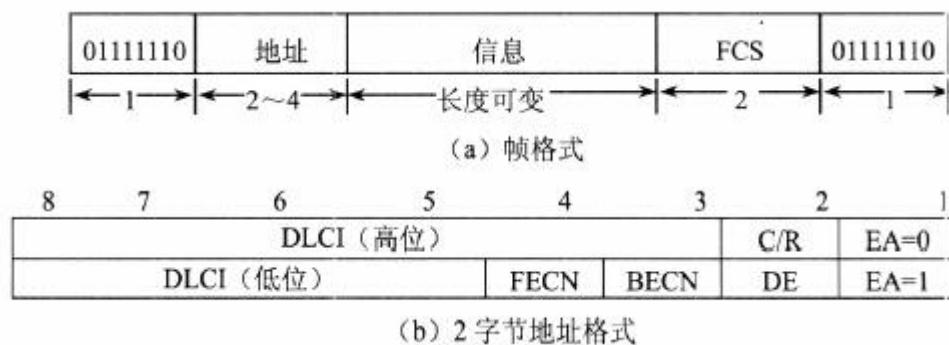 01111110 地址 信息 FCS 01111110
1 2～4 长度可变 2 1
（a）帧格式
8 7 6 5 4 3 2 1
DLCI（高位） C/R EA=0
DLCI（低位） FECN BECN DE EA=1
（b）2 字节地址格式